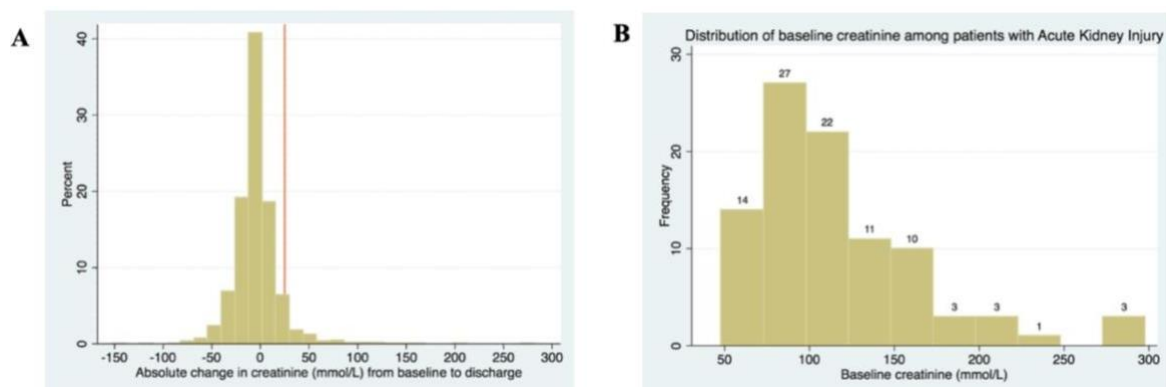 A
Percent
40
30
20
10
0
-150 -100 -50 0 50 100 150 200 250 300
Absolute change in creatinine (mmol/L) from baseline to discharge
B
Distribution of baseline creatinine among patients with Acute Kidney Injury
Frequency
30
20
10
0
14 27 22 11 10 3 3 1 3
50 100 150 200 250 300
Baseline creatinine (mmol/L)